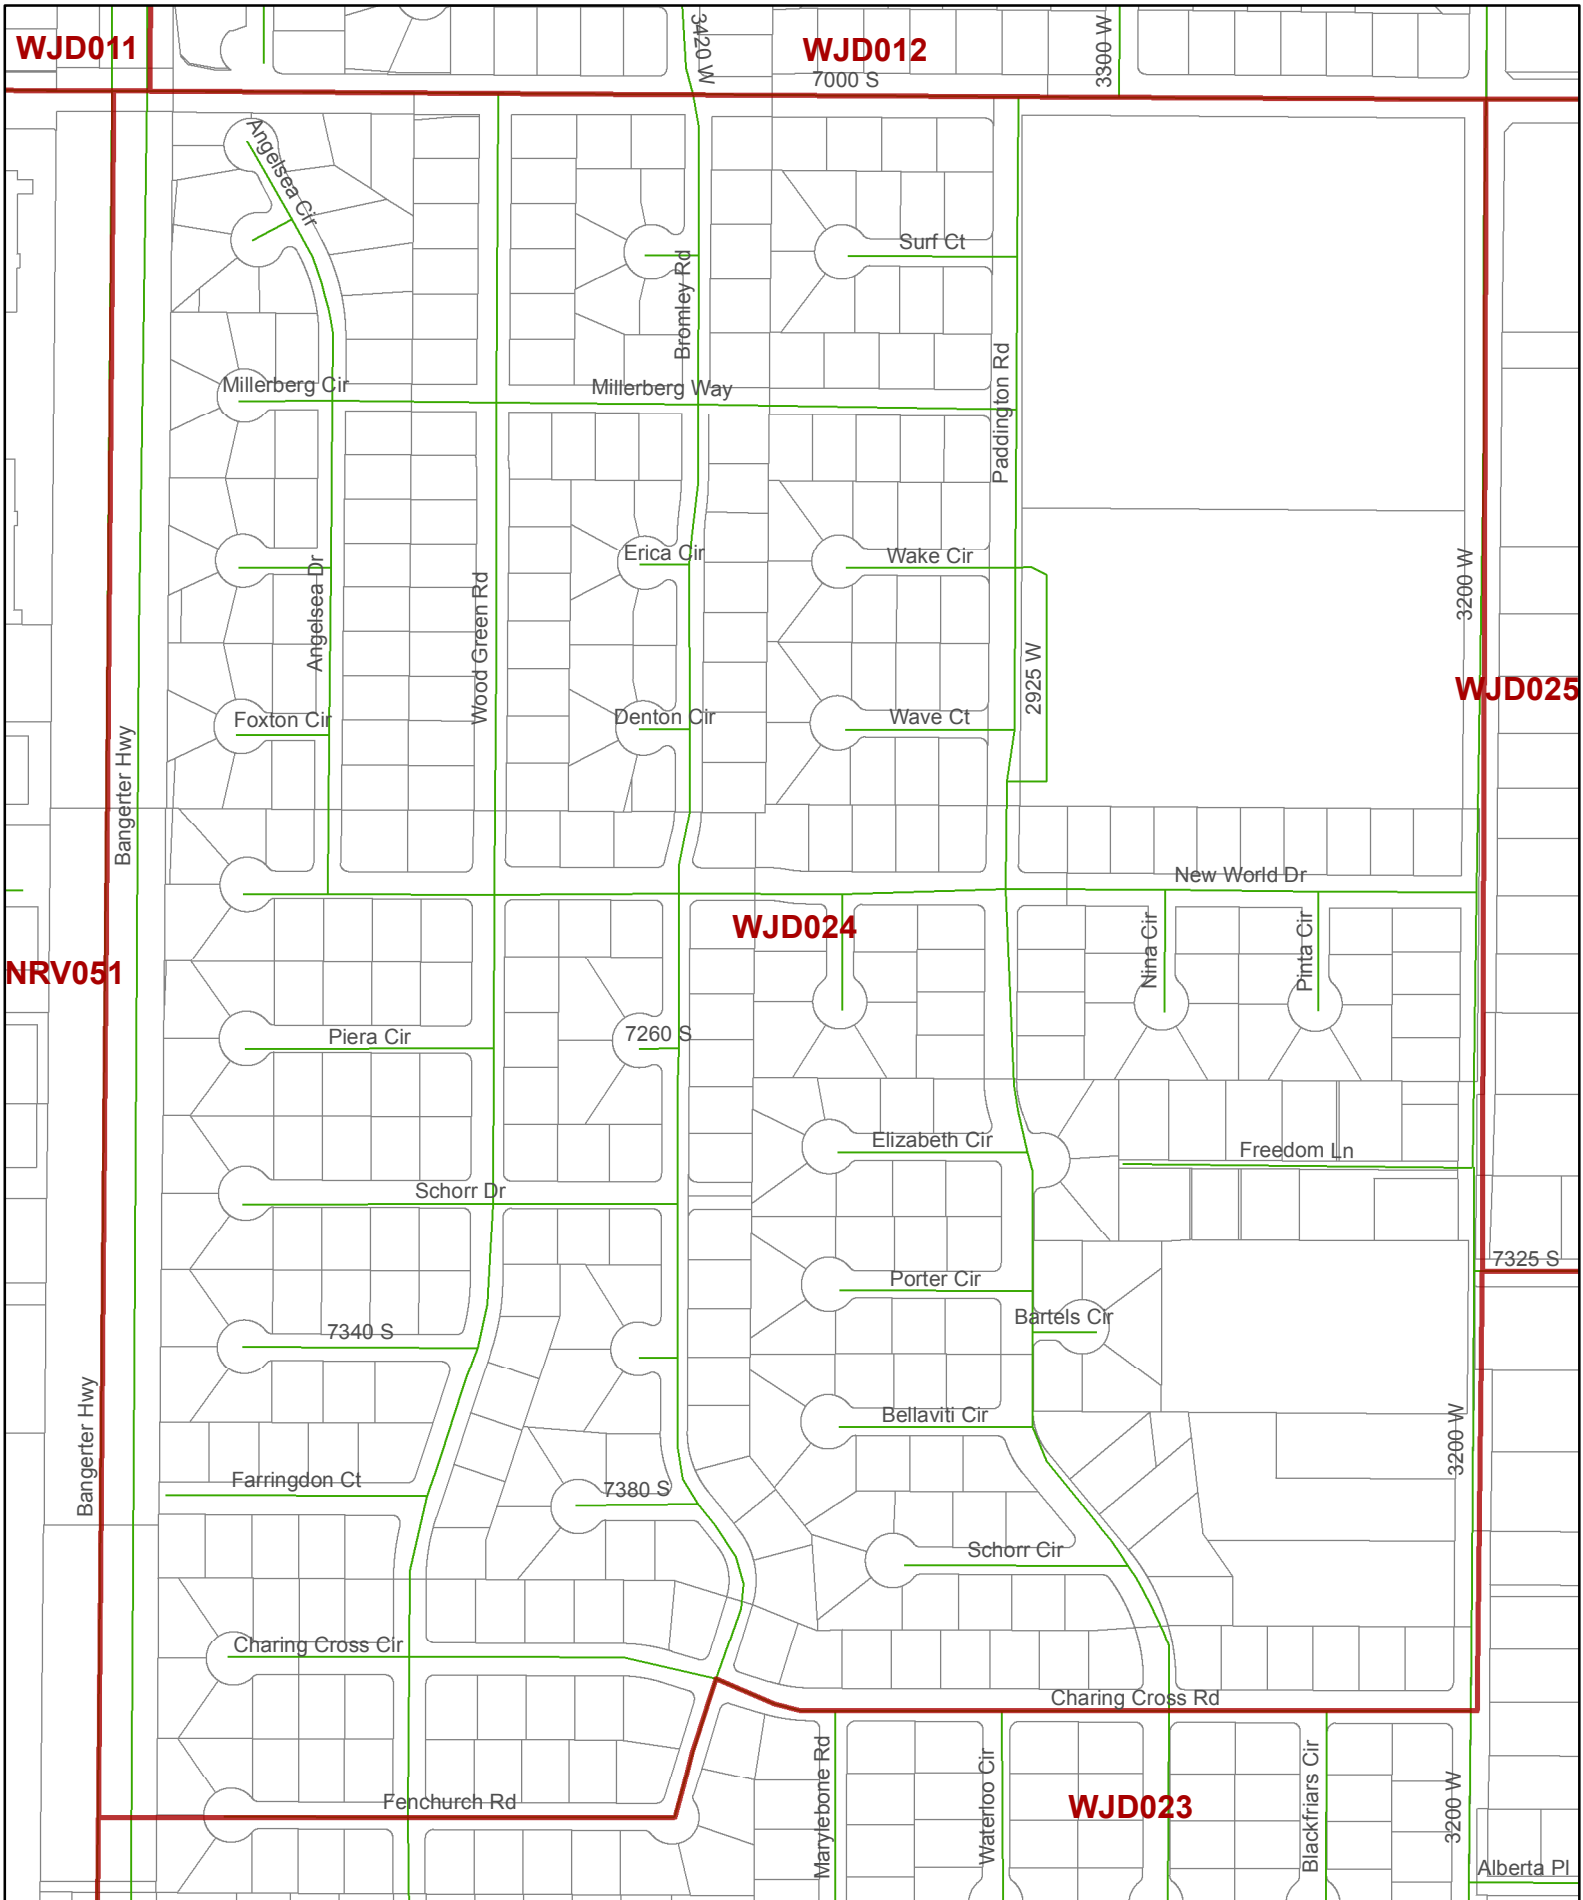 WJD011
3420 W
WJD012
3300 W
7000 S
Angelsea Cir
Surf Ct
Bromley Rd
Paddington Rd
Millerberg Cir
Millerberg Way
Erica Cir
Wake Cir
Angelsea Dr
Wood Green Rd
3200 W
2925 W
WJD025
Foxton Cir
Denton Cir
Wave Ct
Bangerter Hwy
New World Dr
WJD024
Nina Cir
Pinta Cir
NRV051
Piera Cir
7260 S
Elizabeth Cir
Freedom Ln
Schorr Dr
7325 S
Porter Cir
Bartels Cir
7340 S
Bangerter Hwy
Bellaviti Cir
3200 W
Farringdon Ct
7380 S
Schorr Cir
Charing Cross Cir
Charing Cross Rd
Fenchurch Rd
Marylebone Rd
Waterloo Cir
WJD023
Blackfriars Cir
3200 W
Alberta Pl